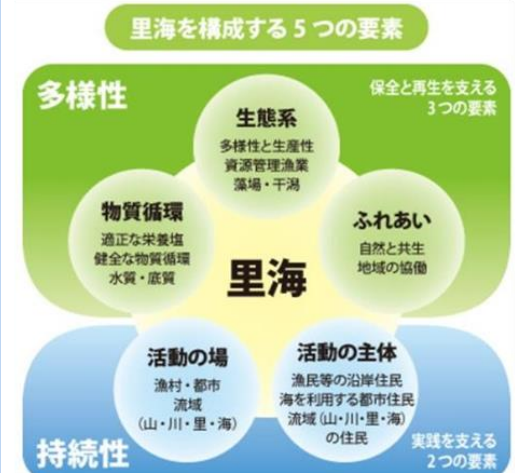 里海を構成する5つの要素
多様性
保全と再生を支える
3つの要素
生態系
多様性と生産性
資源管理漁業
藻場・干潟
物質循環
適正な栄養塩
健全な物質循環
水質・底質
ふれあい
自然と共生
地域の協働
里海
活動の場
漁村・都市
流域
(山・川・里・海)
活動の主体
漁民等の沿岸住民
海を利用する都市住民
流域(山・川・里・海)
の住民
持続性
実践を支える
2つの要素